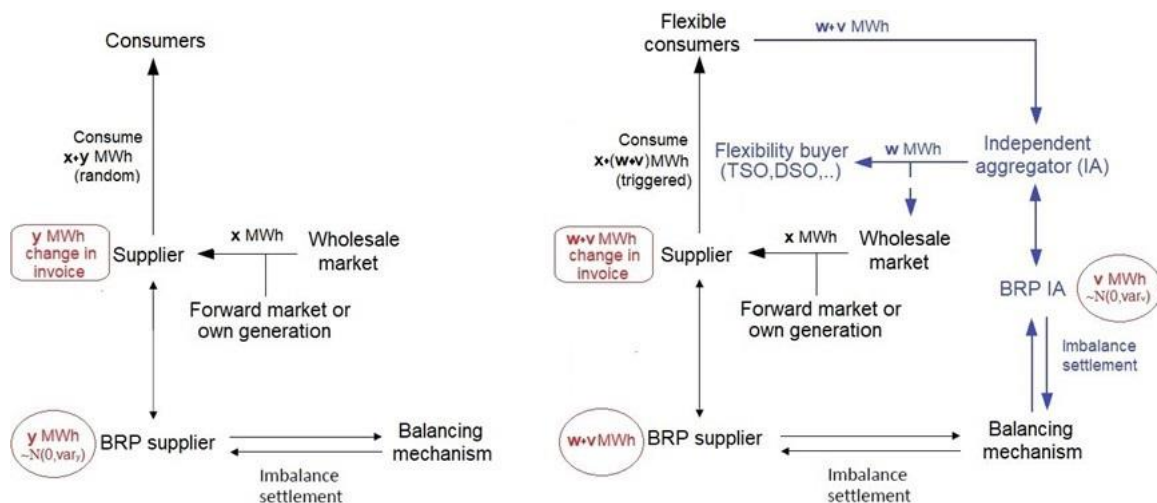 Consumers
Consume
x+y MWh
(random)
y MWh
change in
invoice
Supplier
x MWh
Wholesale
market
Forward market or
own generation
y MWh
~N(0,varᵧ)
BRP supplier
Balancing
mechanism
Imbalance
settlement
Flexible
consumers
w+v MWh
Consume
x+(w+v)MWh
(triggered)
Flexibility buyer
(TSO,DSO,..)
w MWh
Independent
aggregator (IA)
w+v MWh
change in
invoice
Supplier
x MWh
Wholesale
market
Forward market or
own generation
BRP IA
v MWh
~N(0,varᵥ)
Imbalance
settlement
w+v MWh
BRP supplier
Balancing
mechanism
Imbalance
settlement